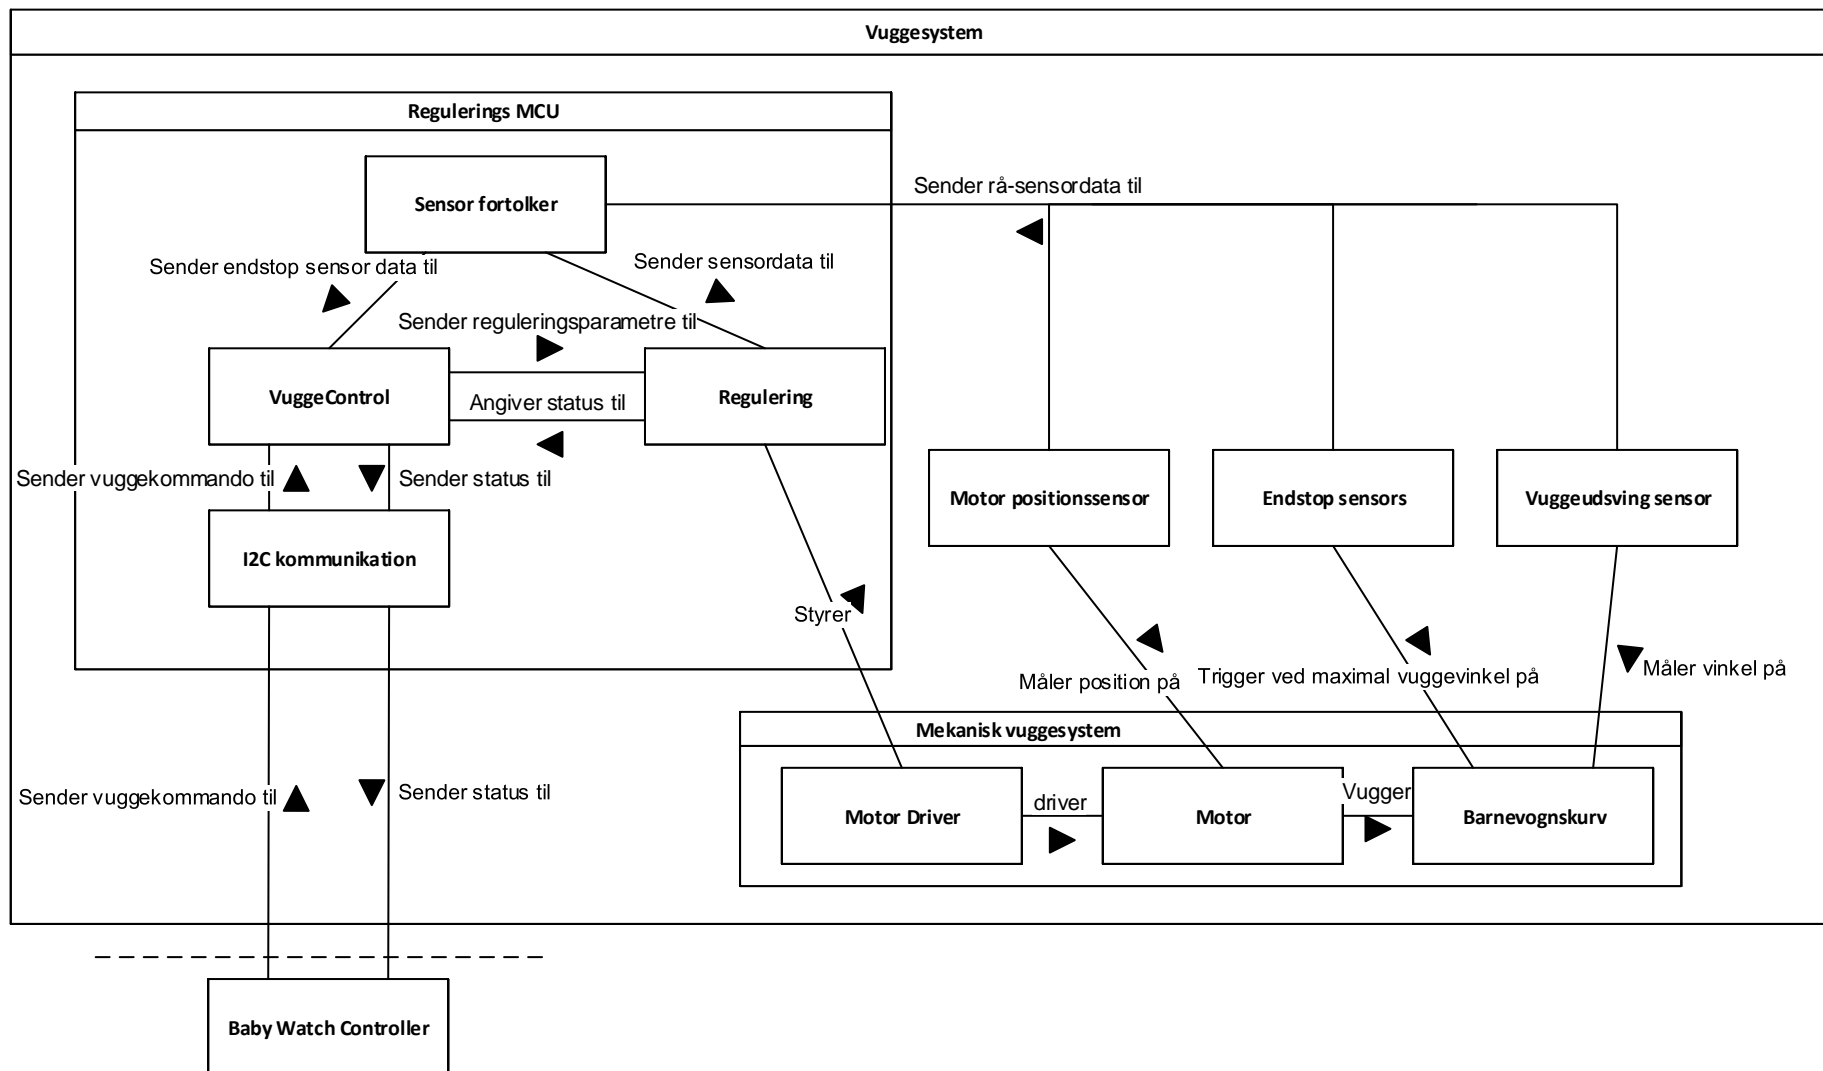 Vuggesystem
Regulerings MCU
Sensor fortolker
Sender rå-sensordata til
Sender endstop sensor data til
Sender sensordata til
Sender reguleringsparametre til
VuggeControl
Angiver status til
Regulering
Sender vuggekommando til
Sender status til
Motor positionssensor
Endstop sensors
Vuggeudsving sensor
I2C kommunikation
Styrer
Måler position på
Trigger ved maximal vuggevinkel på
Måler vinkel på
Mekanisk vuggesystem
Sender vuggekommando til
Sender status til
Motor Driver
driver
Motor
Vugger
Barnevognskurv
Baby Watch Controller